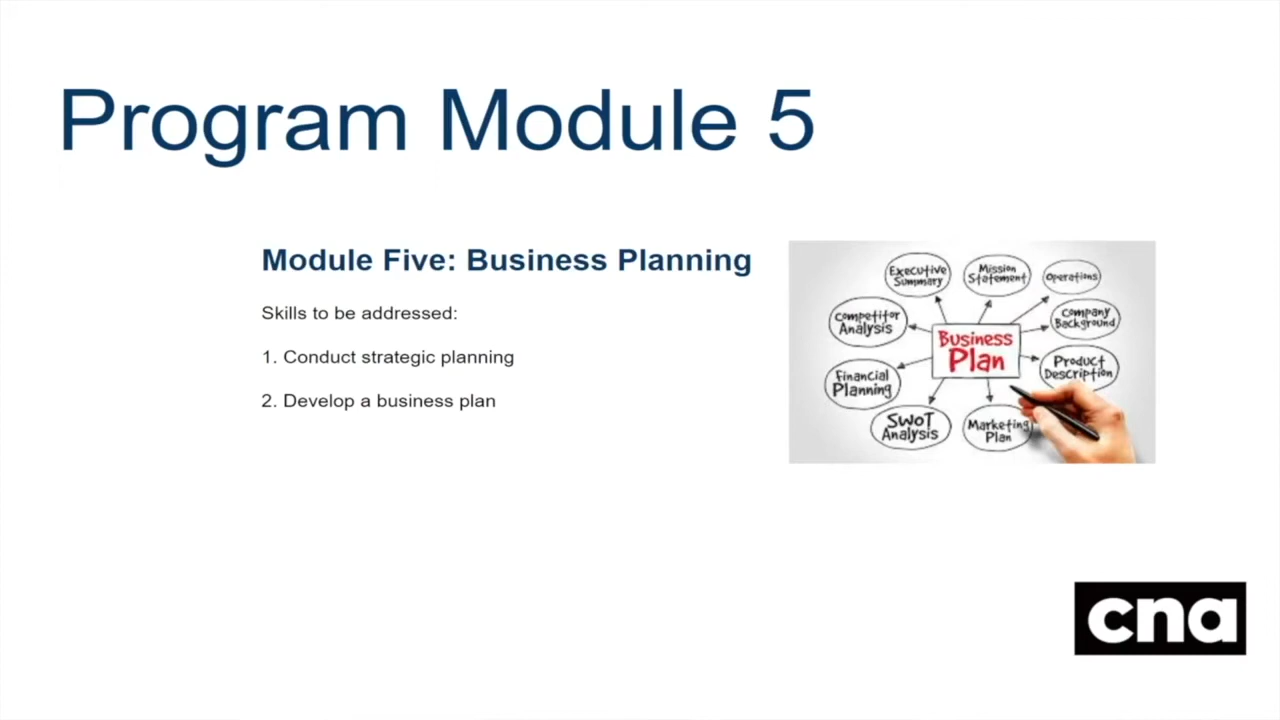 Program Module 5
Module Five: Business Planning
Skills to be addressed:
1. Conduct strategic planning
2. Develop a business plan
Executive
Summary
Mission
Statement
Operations
Competitor
Analysis
Company
Background
Business
Plan
Financial
Planning
Product
Description
SWOT
Analysis
Marketing
Plan
cna